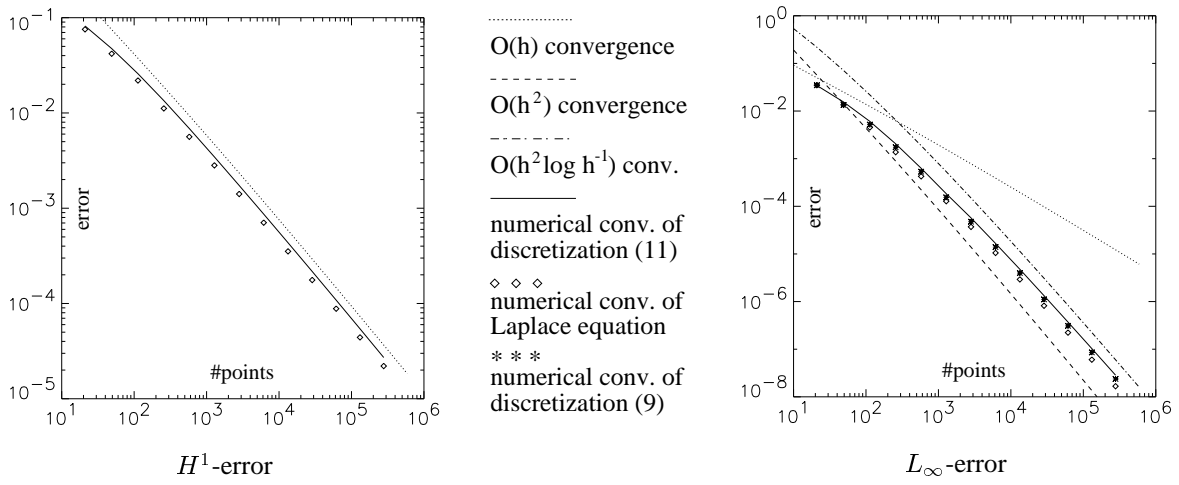 10^-1
10^-2
10^-3
10^-4
10^-5
error
#points
10^1 10^2 10^3 10^4 10^5 10^6
H^1-error
O(h) convergence
O(h^2) convergence
O(h^2 log h^-1) conv.
numerical conv. of
discretization (11)
numerical conv. of
Laplace equation
* * *
numerical conv. of
discretization (9)
10^0
10^-2
10^-4
10^-6
10^-8
error
#points
10^1 10^2 10^3 10^4 10^5 10^6
L_∞-error